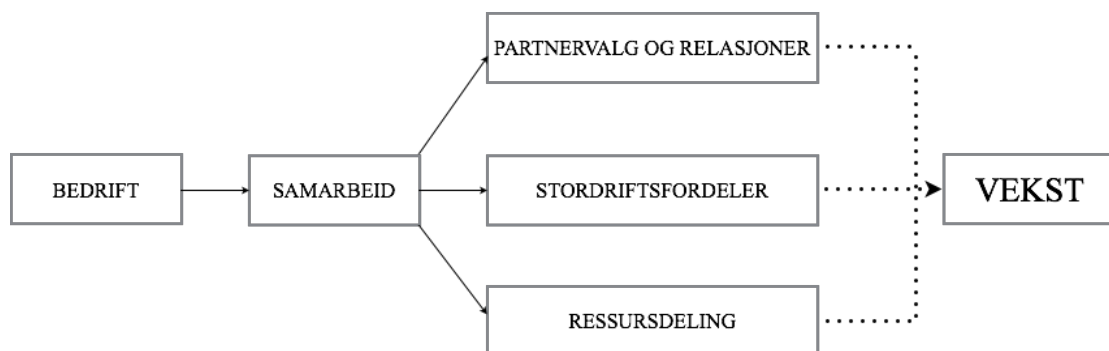 PARTNERVALG OG RELASJONER
BEDRIFT
SAMARBEID
STORDRIFTSFORDELER
VEKST
RESSURSDELING